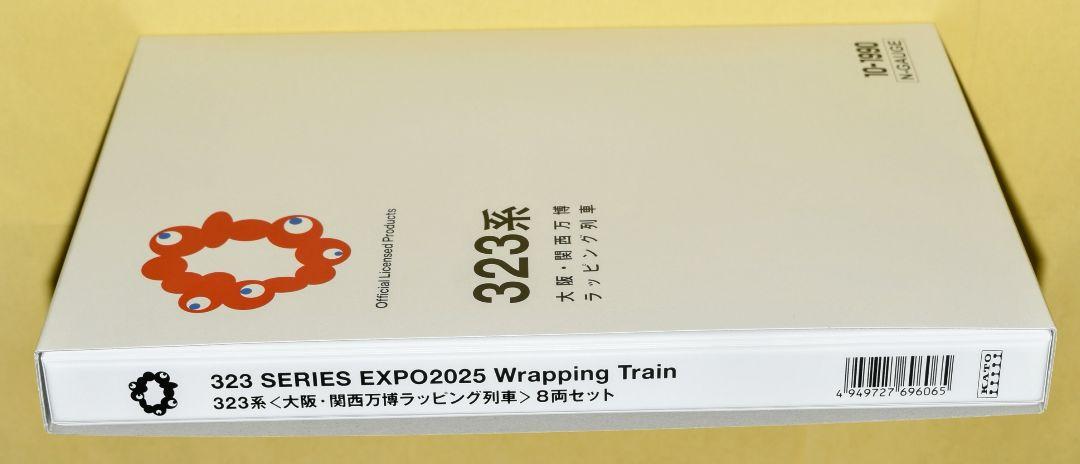 10-1990
N-GAUGE
Official Licensed Products
323系
大阪・関西万博
ラッピング列車
323 SERIES EXPO2025 Wrapping Train
323系<大阪・関西万博ラッピング列車>8両セット
4 949727 696065
KATO